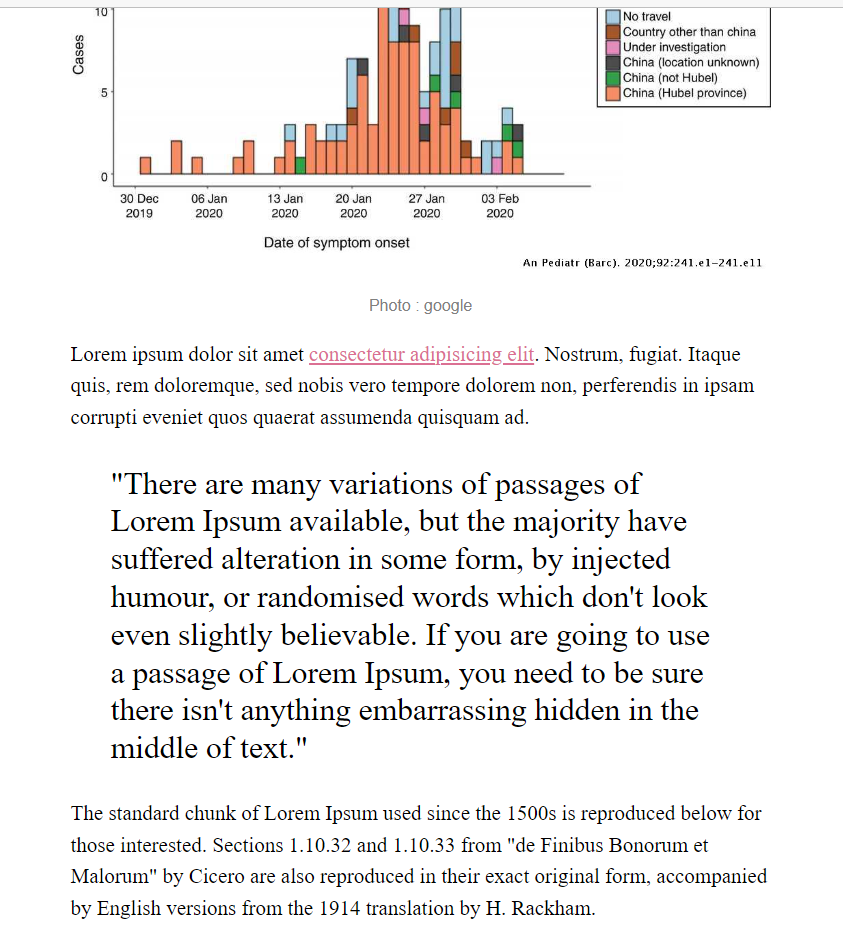 10
Cases
5
0
No travel
Country other than china
Under investigation
China (location unknown)
China (not Hubel)
China (Hubel province)
30 Dec 06 Jan 13 Jan 20 Jan 27 Jan 03 Feb
2019 2020 2020 2020 2020 2020
Date of symptom onset
An Pediatr (Barc). 2020;92:241.e1–241.e11
Photo : google
Lorem ipsum dolor sit amet consectetur adipisicing elit. Nostrum, fugiat. Itaque
quis, rem doloremque, sed nobis vero tempore dolorem non, perferendis in ipsam
corrupti eveniet quos quaerat assumenda quisquam ad.
"There are many variations of passages of
Lorem Ipsum available, but the majority have
suffered alteration in some form, by injected
humour, or randomised words which don't look
even slightly believable. If you are going to use
a passage of Lorem Ipsum, you need to be sure
there isn't anything embarrassing hidden in the
middle of text."
The standard chunk of Lorem Ipsum used since the 1500s is reproduced below for
those interested. Sections 1.10.32 and 1.10.33 from "de Finibus Bonorum et
Malorum" by Cicero are also reproduced in their exact original form, accompanied
by English versions from the 1914 translation by H. Rackham.